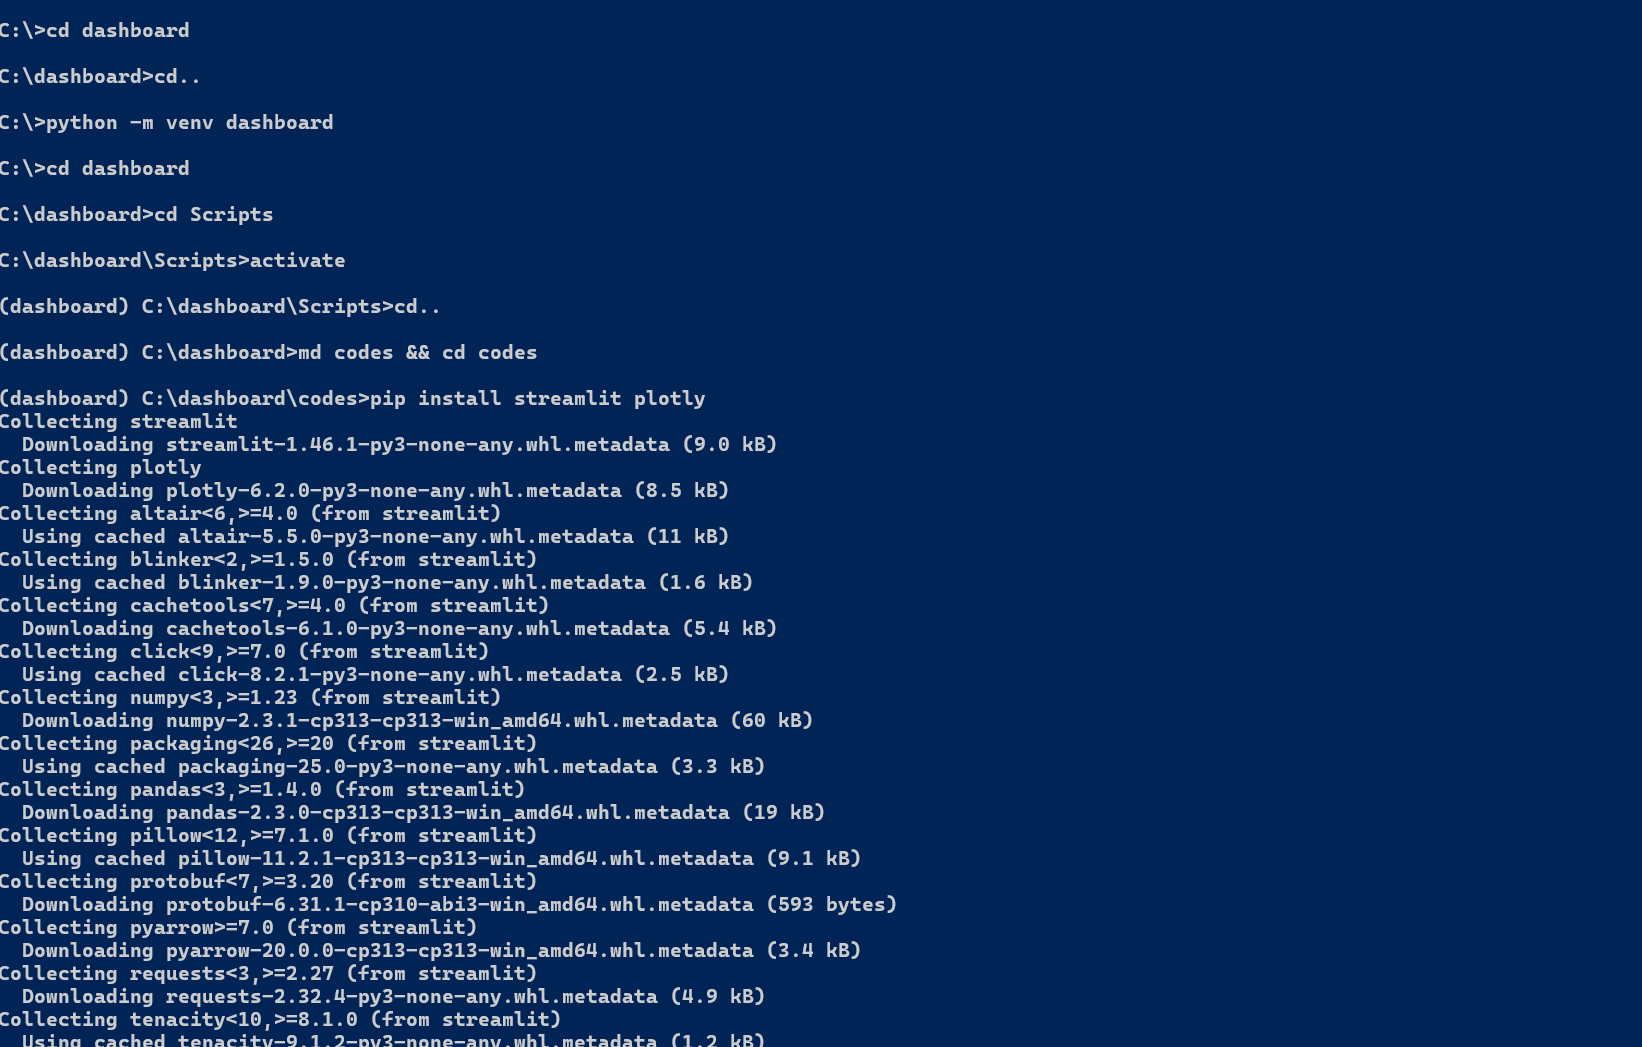 C:\>cd dashboard
C:\dashboard>cd..
C:\>python -m venv dashboard
C:\>cd dashboard
C:\dashboard>cd Scripts
C:\dashboard\Scripts>activate
(dashboard) C:\dashboard\Scripts>cd..
(dashboard) C:\dashboard>md codes && cd codes
(dashboard) C:\dashboard\codes>pip install streamlit plotly
Collecting streamlit
  Downloading streamlit-1.46.1-py3-none-any.whl.metadata (9.0 kB)
Collecting plotly
  Downloading plotly-6.2.0-py3-none-any.whl.metadata (8.5 kB)
Collecting altair<6,>=4.0 (from streamlit)
  Using cached altair-5.5.0-py3-none-any.whl.metadata (11 kB)
Collecting blinker<2,>=1.5.0 (from streamlit)
  Using cached blinker-1.9.0-py3-none-any.whl.metadata (1.6 kB)
Collecting cachetools<7,>=4.0 (from streamlit)
  Downloading cachetools-6.1.0-py3-none-any.whl.metadata (5.4 kB)
Collecting click<9,>=7.0 (from streamlit)
  Using cached click-8.2.1-py3-none-any.whl.metadata (2.5 kB)
Collecting numpy<3,>=1.23 (from streamlit)
  Downloading numpy-2.3.1-cp313-cp313-win_amd64.whl.metadata (60 kB)
Collecting packaging<26,>=20 (from streamlit)
  Using cached packaging-25.0-py3-none-any.whl.metadata (3.3 kB)
Collecting pandas<3,>=1.4.0 (from streamlit)
  Downloading pandas-2.3.0-cp313-cp313-win_amd64.whl.metadata (19 kB)
Collecting pillow<12,>=7.1.0 (from streamlit)
  Using cached pillow-11.2.1-cp313-cp313-win_amd64.whl.metadata (9.1 kB)
Collecting protobuf<7,>=3.20 (from streamlit)
  Downloading protobuf-6.31.1-cp310-abi3-win_amd64.whl.metadata (593 bytes)
Collecting pyarrow>=7.0 (from streamlit)
  Downloading pyarrow-20.0.0-cp313-cp313-win_amd64.whl.metadata (3.4 kB)
Collecting requests<3,>=2.27 (from streamlit)
  Downloading requests-2.32.4-py3-none-any.whl.metadata (4.9 kB)
Collecting tenacity<10,>=8.1.0 (from streamlit)
  Using cached tenacity-9.1.2-py3-none-any.whl.metadata (1.2 kB)